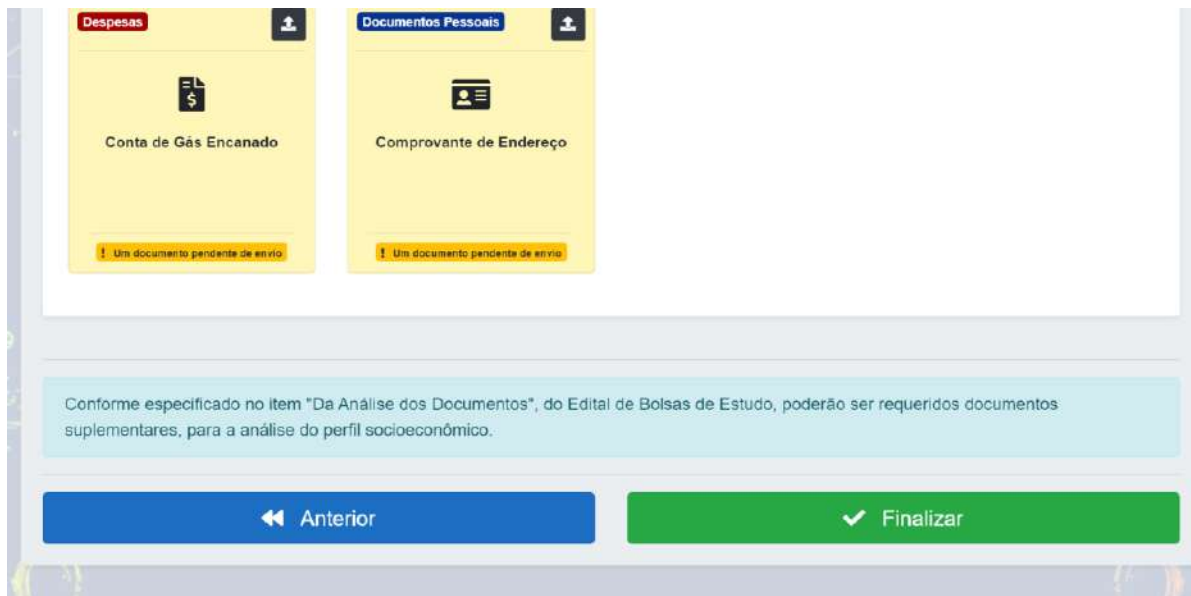 Despesas
Documentos Pessoais
Conta de Gás Encanado
Comprovante de Endereço
! Um documento pendente de envio
! Um documento pendente de envio
Conforme especificado no item "Da Análise dos Documentos", do Edital de Bolsas de Estudo, poderão ser requeridos documentos
suplementares, para a análise do perfil socioeconômico.
Anterior
Finalizar